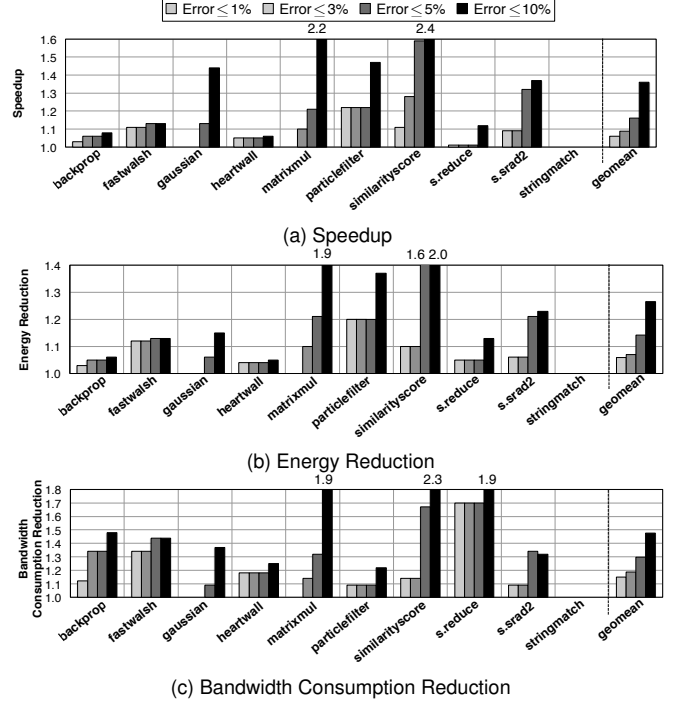 Error ≤ 1% Error ≤ 3% Error ≤ 5% Error ≤ 10%
2.2 2.4
Speedup
1.6
1.5
1.4
1.3
1.2
1.1
1.0
backprop fastwalsh gaussian heartwall matrixmul particlefilter similarityscore s.reduce s.srad2 stringmatch geomean
(a) Speedup
1.9 1.6 2.0
Energy Reduction
1.4
1.3
1.2
1.1
1.0
backprop fastwalsh gaussian heartwall matrixmul particlefilter similarityscore s.reduce s.srad2 stringmatch geomean
(b) Energy Reduction
1.9 2.3 1.9
Bandwidth
Consumption Reduction
1.8
1.7
1.6
1.5
1.4
1.3
1.2
1.1
1.0
backprop fastwalsh gaussian heartwall matrixmul particlefilter similarityscore s.reduce s.srad2 stringmatch geomean
(c) Bandwidth Consumption Reduction